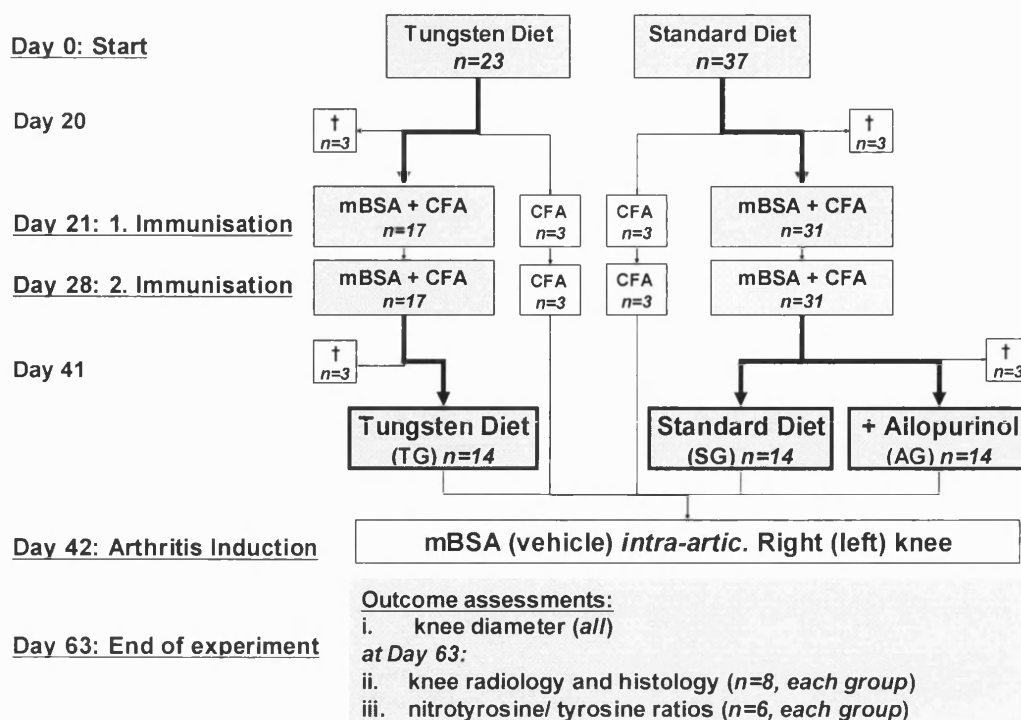 Tungsten Diet
n=23
Standard Diet
n=37
Day 0: Start
Day 20
†
n=3
†
n=3
Day 21: 1. Immunisation
mBSA + CFA
n=17
CFA
n=3
CFA
n=3
mBSA + CFA
n=31
Day 28: 2. Immunisation
mBSA + CFA
n=17
CFA
n=3
CFA
n=3
mBSA + CFA
n=31
Day 41
†
n=3
†
n=3
Tungsten Diet
(TG) n=14
Standard Diet
(SG) n=14
+ Allopurinol
(AG) n=14
Day 42: Arthritis Induction
mBSA (vehicle) intra-artic. Right (left) knee
Day 63: End of experiment
Outcome assessments:
i. knee diameter (all)
at Day 63:
ii. knee radiology and histology (n=8, each group)
iii. nitrotyrosine/ tyrosine ratios (n=6, each group)